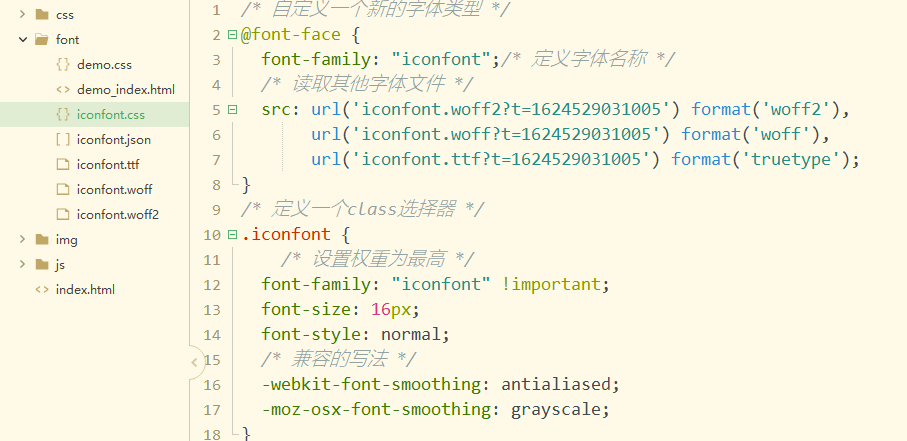 css
font
demo.css
demo_index.html
iconfont.css
iconfont.json
iconfont.ttf
iconfont.woff
iconfont.woff2
img
js
index.html
1 /* 自定义一个新的字体类型 */
2 @font-face {
3 font-family: "iconfont";/* 定义字体名称 */
4 /* 读取其他字体文件 */
5 src: url('iconfont.woff2?t=1624529031005') format('woff2'),
6 url('iconfont.woff?t=1624529031005') format('woff'),
7 url('iconfont.ttf?t=1624529031005') format('truetype');
8 }
9 /* 定义一个class选择器 */
10 .iconfont {
11 /* 设置权重为最高 */
12 font-family: "iconfont" !important;
13 font-size: 16px;
14 font-style: normal;
15 /* 兼容的写法 */
16 -webkit-font-smoothing: antialiased;
17 -moz-osx-font-smoothing: grayscale;
18 }